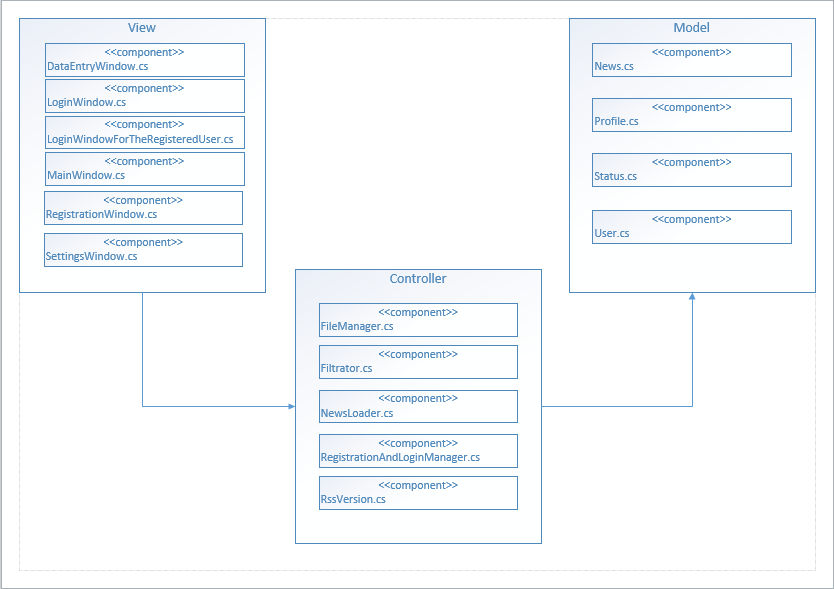 View
<<component>>
DataEntryWindow.cs
<<component>>
LoginWindow.cs
<<component>>
LoginWindowForTheRegisteredUser.cs
<<component>>
MainWindow.cs
<<component>>
RegistrationWindow.cs
<<component>>
SettingsWindow.cs
Controller
<<component>>
FileManager.cs
<<component>>
Filtrator.cs
<<component>>
NewsLoader.cs
<<component>>
RegistrationAndLoginManager.cs
<<component>>
RssVersion.cs
Model
<<component>>
News.cs
<<component>>
Profile.cs
<<component>>
Status.cs
<<component>>
User.cs